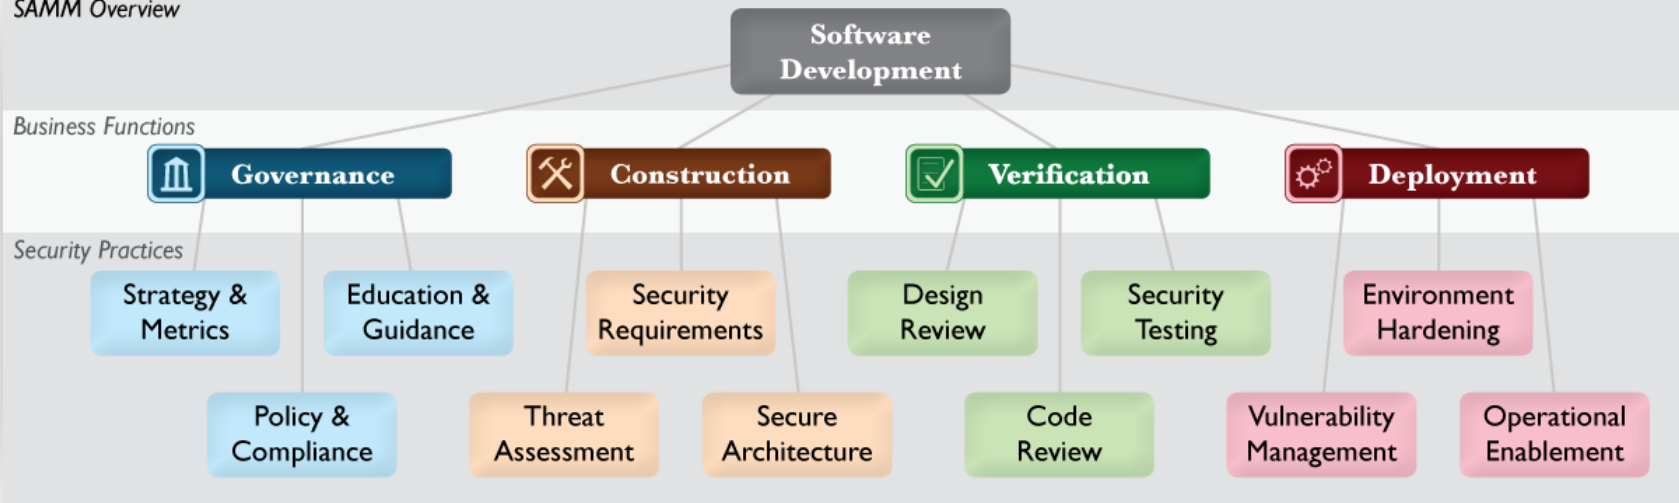 SAMM Overview
Software
Development
Business Functions
Governance
Construction
Verification
Deployment
Security Practices
Strategy &
Metrics
Education &
Guidance
Security
Requirements
Design
Review
Security
Testing
Environment
Hardening
Policy &
Compliance
Threat
Assessment
Secure
Architecture
Code
Review
Vulnerability
Management
Operational
Enablement